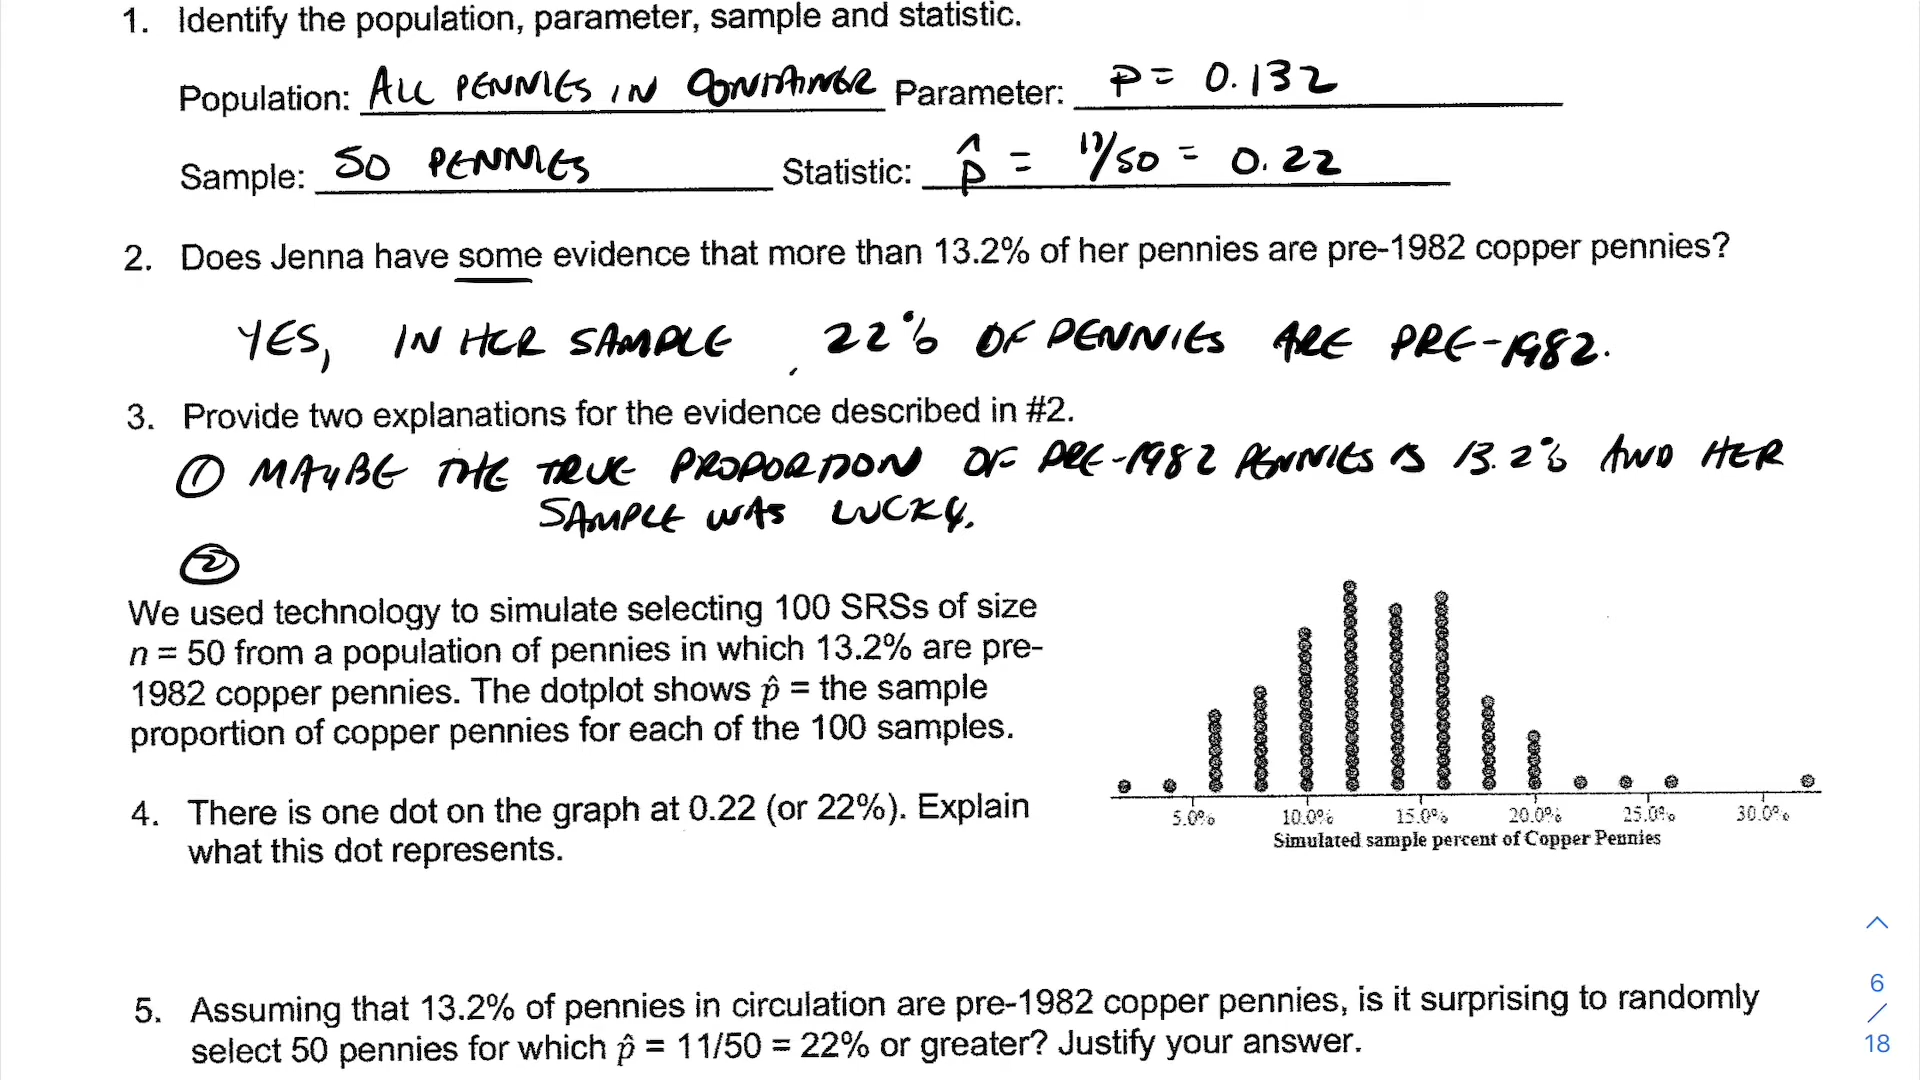 1. Identify the population, parameter, sample and statistic.
Population: ALL PENNIES IN CONTAINER Parameter: P = 0.132
Sample: 50 PENNIES Statistic: p̂ = 11/50 = 0.22
2. Does Jenna have some evidence that more than 13.2% of her pennies are pre-1982 copper pennies?
YES, IN HER SAMPLE, 22% OF PENNIES ARE PRE-1982.
3. Provide two explanations for the evidence described in #2.
① MAYBE THE TRUE PROPORTION OF PRE-1982 PENNIES IS 13.2% AND HER
SAMPLE WAS LUCKY.
②
We used technology to simulate selecting 100 SRSs of size
n = 50 from a population of pennies in which 13.2% are pre-
1982 copper pennies. The dotplot shows p̂ = the sample
proportion of copper pennies for each of the 100 samples.
4. There is one dot on the graph at 0.22 (or 22%). Explain
what this dot represents.
5.0% 10.0% 15.0% 20.0% 25.0% 30.0%
Simulated sample percent of Copper Pennies
5. Assuming that 13.2% of pennies in circulation are pre-1982 copper pennies, is it surprising to randomly
select 50 pennies for which p̂ = 11/50 = 22% or greater? Justify your answer.
6
/
18